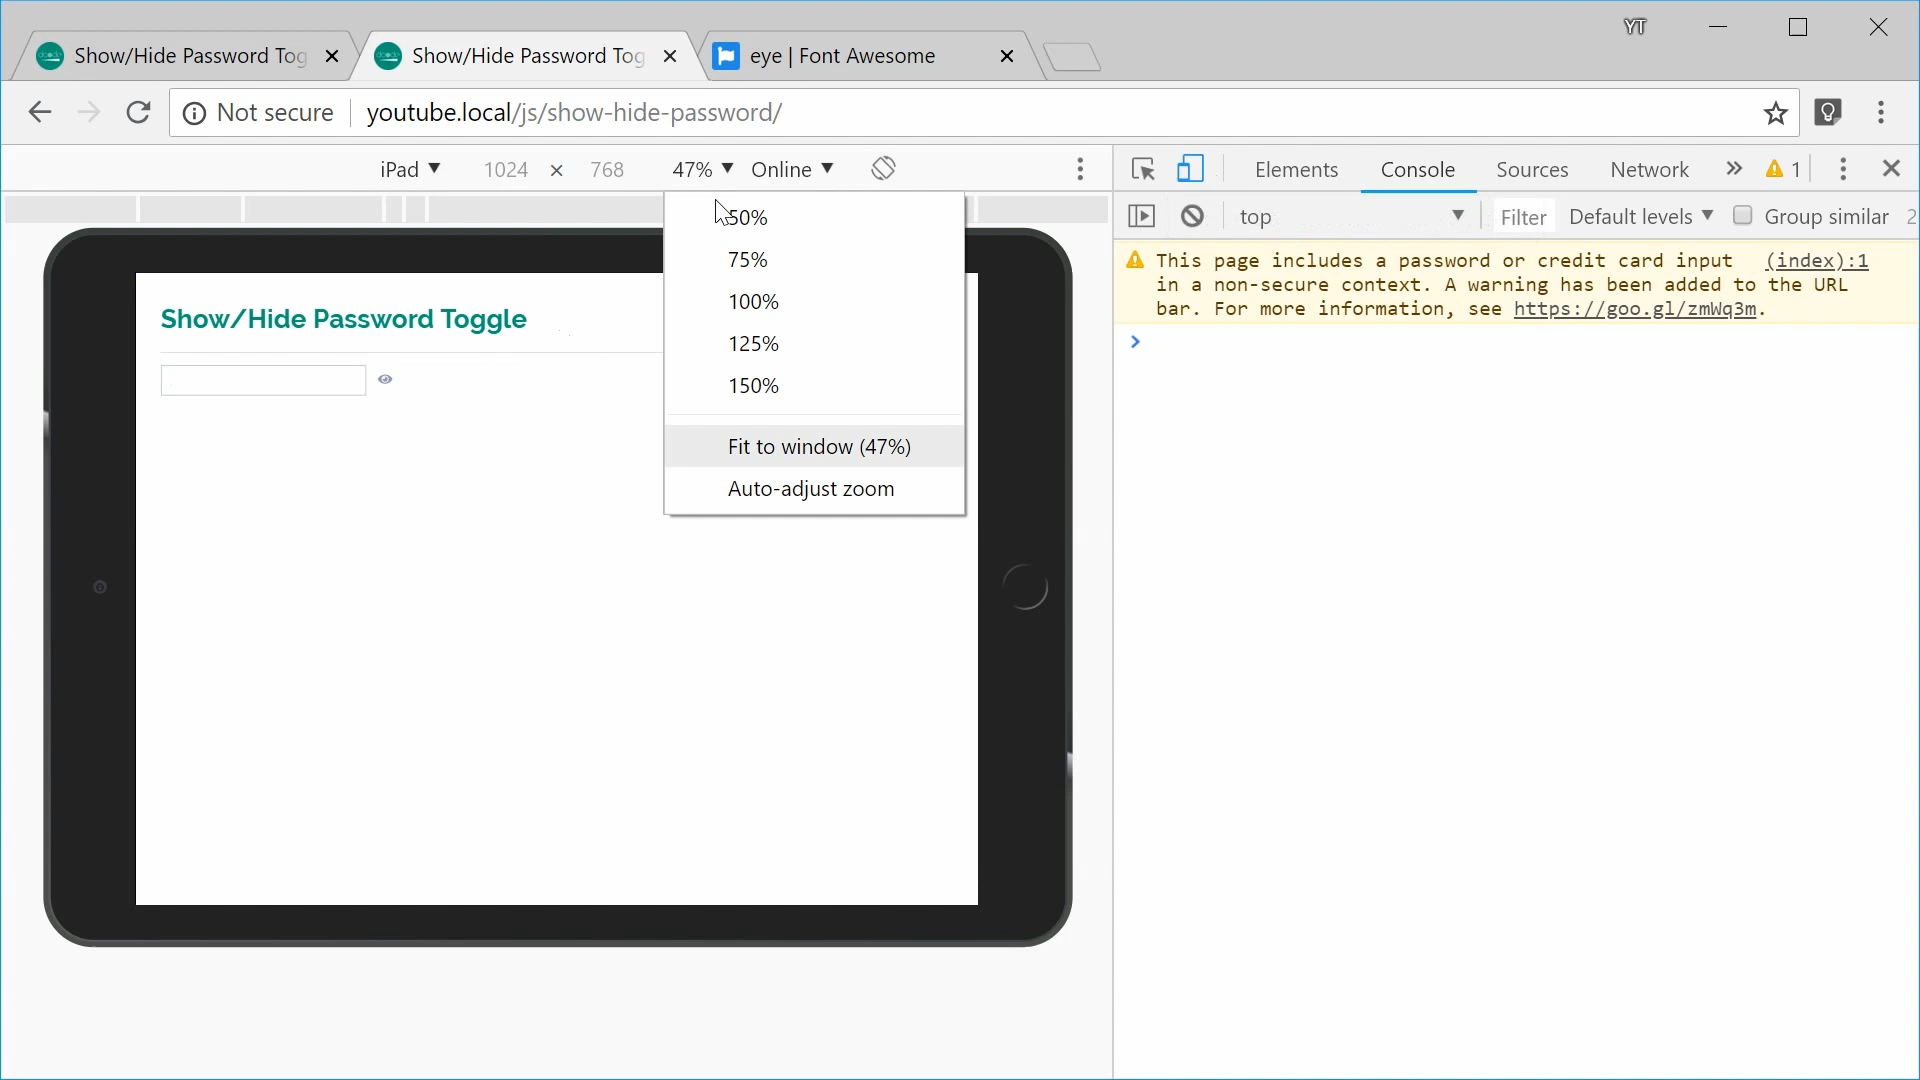 YT
Show/Hide Password Tog
Show/Hide Password Tog
eye | Font Awesome
Not secure
youtube.local/js/show-hide-password/
iPad ▼ 1024 × 768 47% ▼ Online ▼
Elements Console Sources Network » 1
top ▼ Filter Default levels ▼ Group similar 2
50%
75%
100%
125%
150%
Fit to window (47%)
Auto-adjust zoom
Show/Hide Password Toggle
This page includes a password or credit card input (index):1
in a non-secure context. A warning has been added to the URL
bar. For more information, see https://goo.gl/zmWq3m.